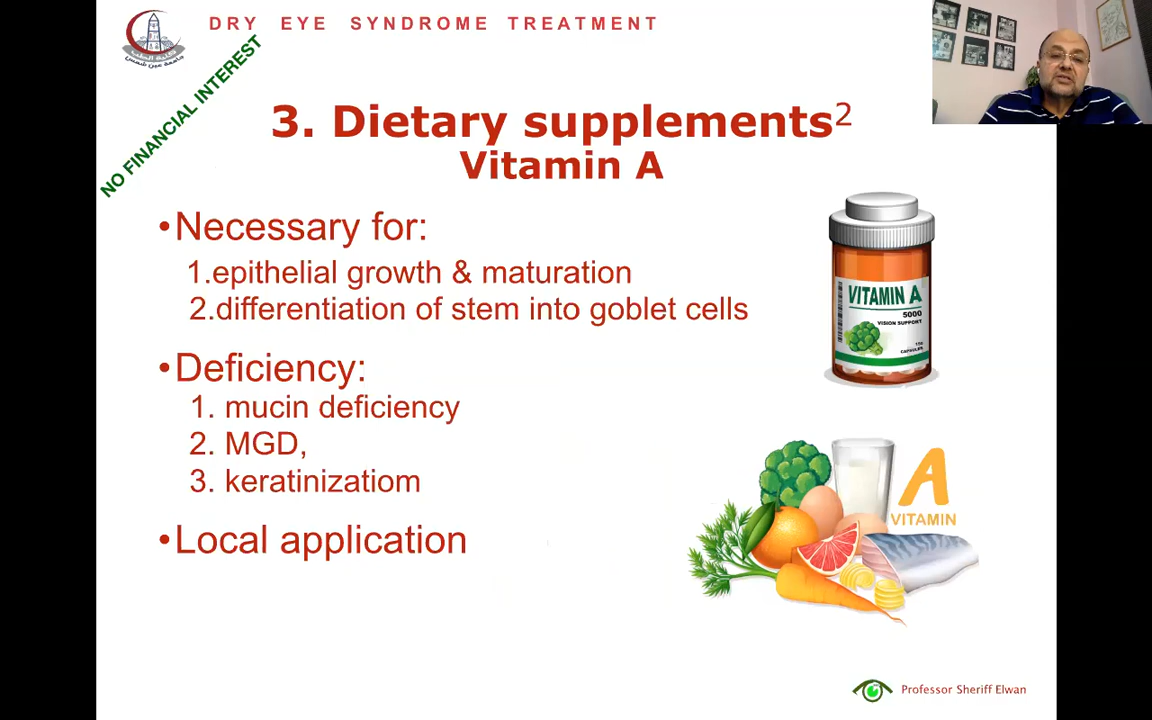 DRY EYE SYNDROME TREATMENT
NO FINANCIAL INTEREST
3. Dietary supplements2
Vitamin A
•Necessary for:
1.epithelial growth & maturation
2.differentiation of stem into goblet cells
•Deficiency:
1. mucin deficiency
2. MGD,
3. keratinizatiom
•Local application
VITAMIN A
5000
VISION SUPPORT
CAPSULES
A
VITAMIN
Professor Sheriff Elwan